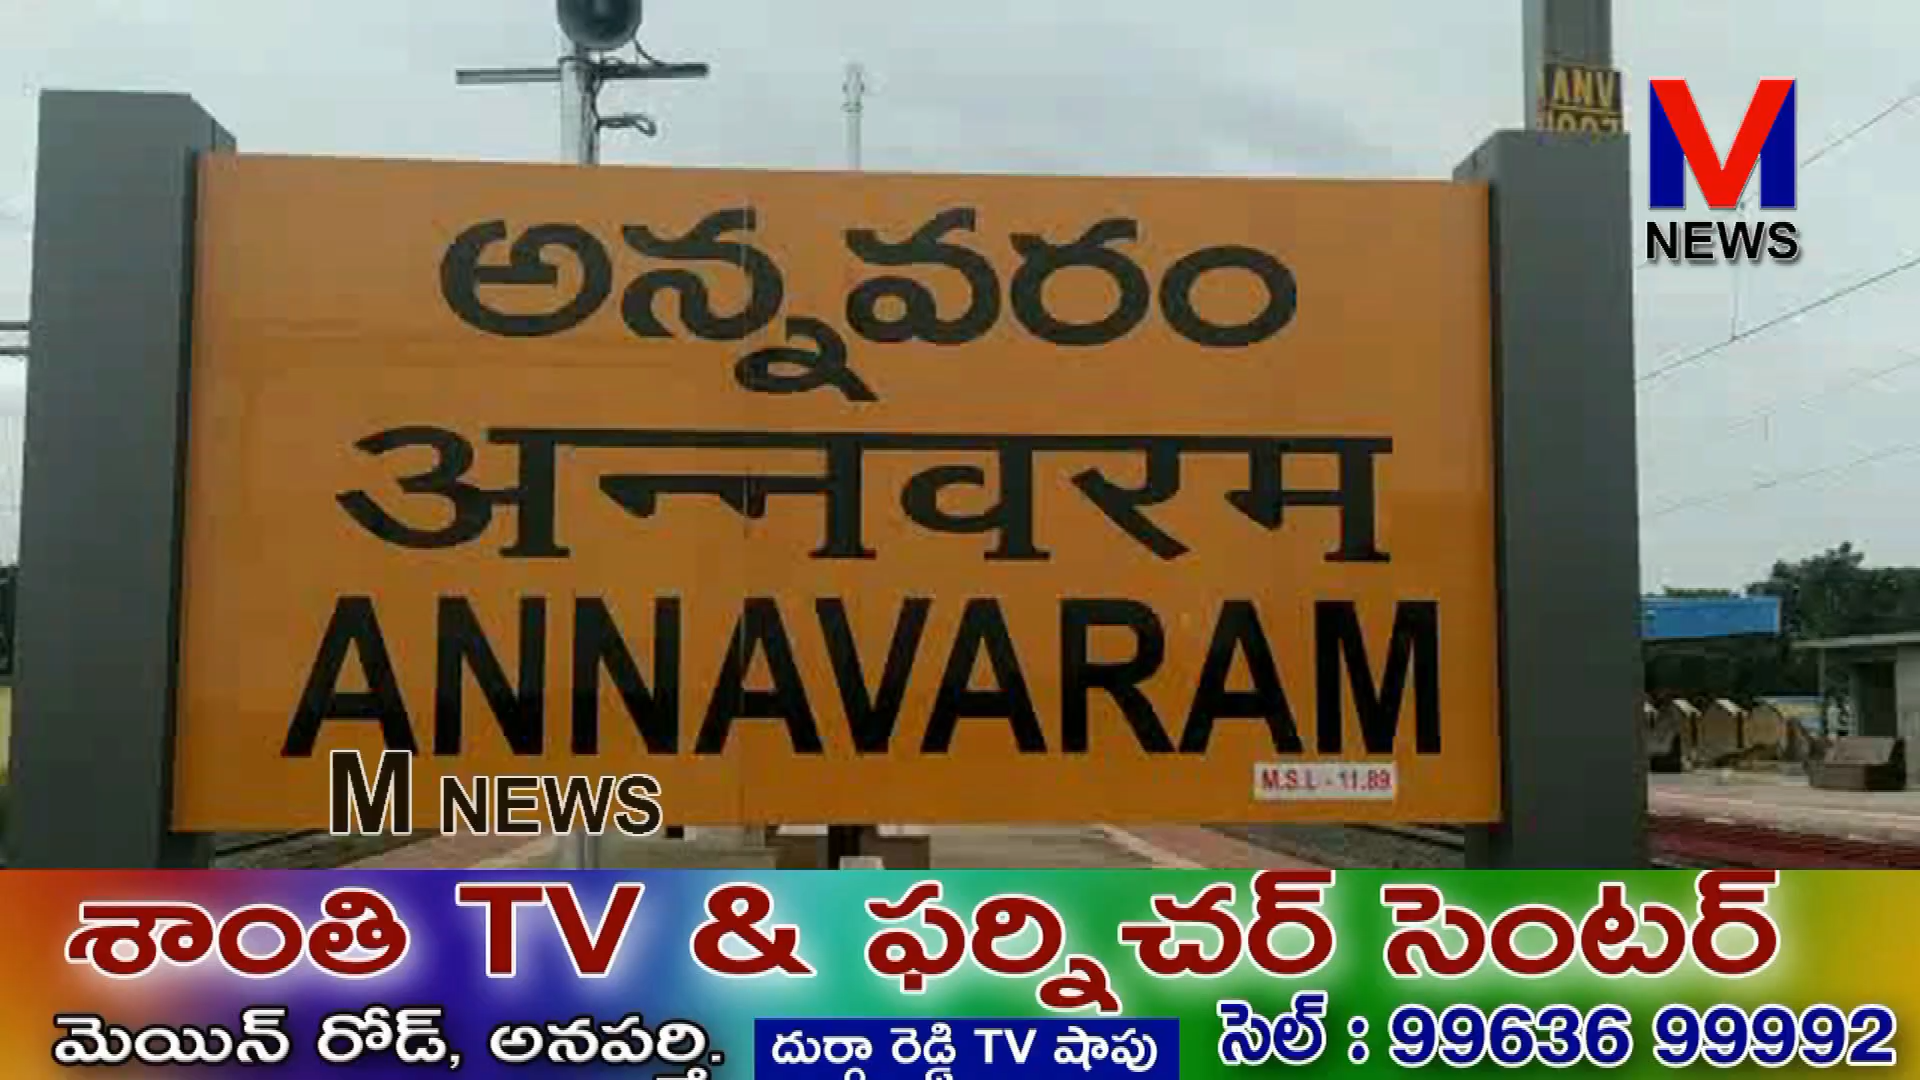 ANV
M
NEWS
అన్నవరం
अन्नवरम
ANNAVARAM
M.S.L - 11.89
M NEWS
శాంతి TV & ఫర్నిచర్ సెంటర్
మెయిన్ రోడ్, అనపర్తి.
దుర్గా రెడ్డి TV షాపు
సెల్ : 99636 99992